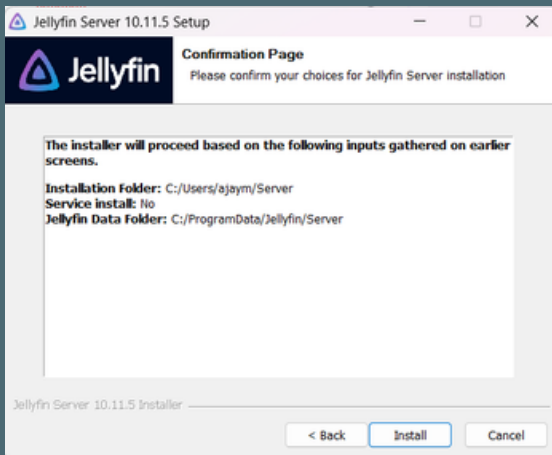 Jellyfin Server 10.11.5 Setup
Jellyfin
Confirmation Page
Please confirm your choices for Jellyfin Server installation
The installer will proceed based on the following inputs gathered on earlier
screens.
Installation Folder: C:/Users/ajaym/Server
Service install: No
Jellyfin Data Folder: C:/ProgramData/Jellyfin/Server
Jellyfin Server 10.11.5 Installer
< Back
Install
Cancel